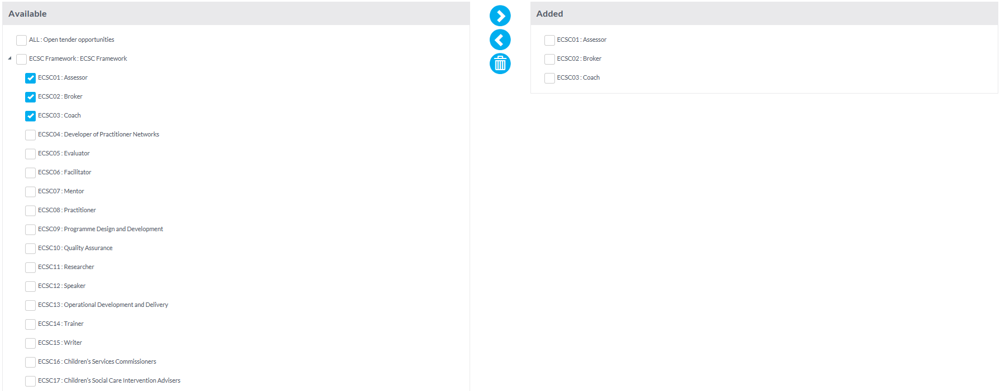 Available
ALL : Open tender opportunities
ECSC Framework : ECSC Framework
ECSC01 : Assessor
ECSC02 : Broker
ECSC03 : Coach
ECSC04 : Developer of Practitioner Networks
ECSC05 : Evaluator
ECSC06 : Facilitator
ECSC07 : Mentor
ECSC08 : Practitioner
ECSC09 : Programme Design and Development
ECSC10 : Quality Assurance
ECSC11 : Researcher
ECSC12 : Speaker
ECSC13 : Operational Development and Delivery
ECSC14 : Trainer
ECSC15 : Writer
ECSC16 : Children's Services Commissioners
ECSC17 : Children's Social Care Intervention Advisers
Added
ECSC01 : Assessor
ECSC02 : Broker
ECSC03 : Coach